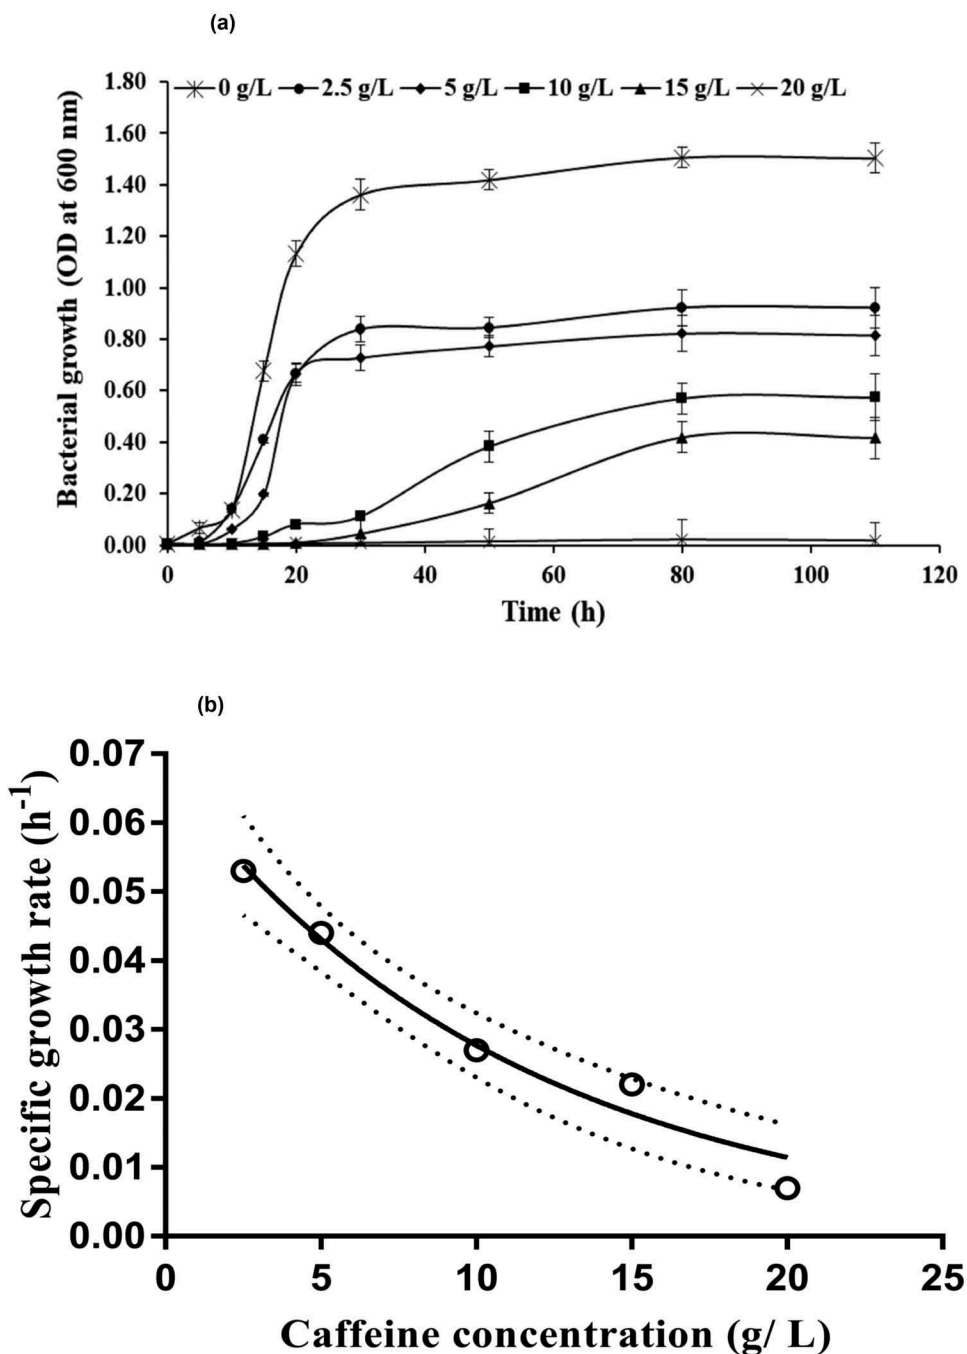 (a)
1.80
0 g/L 2.5 g/L 5 g/L 10 g/L 15 g/L 20 g/L
1.60
1.40
1.20
1.00
0.80
0.60
0.40
0.20
0.00
Bacterial growth (OD at 600 nm)
0 20 40 60 80 100 120
Time (h)
(b)
0.07
0.06
0.05
0.04
0.03
0.02
0.01
0.00
Specific growth rate (h-1)
0 5 10 15 20 25
Caffeine concentration (g/ L)